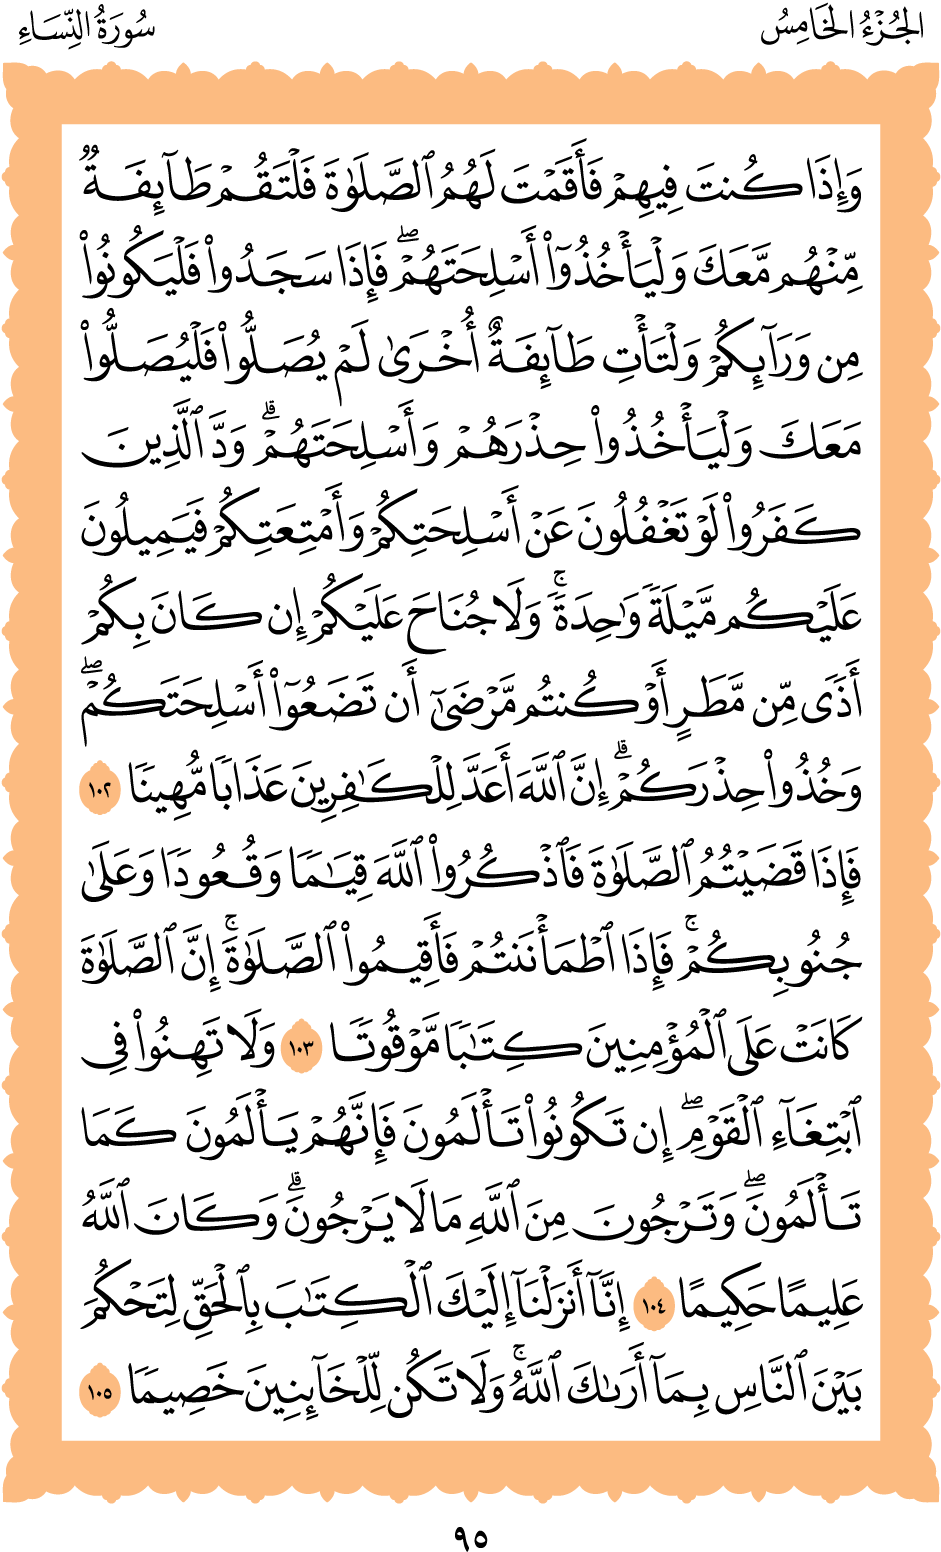 الجُزْءُ الخَامِسُ
سُورَةُ النِّسَاءِ
وَإِذَا كُنتَ فِيهِمْ فَأَقَمْتَ لَهُمُ ٱلصَّلَوٰةَ فَلْتَقُمْ طَآئِفَةٌ
مِّنْهُم مَّعَكَ وَلْيَأْخُذُوٓا۟ أَسْلِحَتَهُمْۖ فَإِذَا سَجَدُوا۟ فَلْيَكُونُوا۟
مِن وَرَآئِكُمْ وَلْتَأْتِ طَآئِفَةٌ أُخْرَىٰ لَمْ يُصَلُّوا۟ فَلْيُصَلُّوا۟
مَعَكَ وَلْيَأْخُذُوا۟ حِذْرَهُمْ وَأَسْلِحَتَهُمْۗ وَدَّ ٱلَّذِينَ
كَفَرُوا۟ لَوْ تَغْفُلُونَ عَنْ أَسْلِحَتِكُمْ وَأَمْتِعَتِكُمْ فَيَمِيلُونَ
عَلَيْكُم مَّيْلَةً وَٰحِدَةًۚ وَلَا جُنَاحَ عَلَيْكُمْ إِن كَانَ بِكُمْ
أَذًى مِّن مَّطَرٍ أَوْ كُنتُم مَّرْضَىٰٓ أَن تَضَعُوٓا۟ أَسْلِحَتَكُمْۖ
وَخُذُوا۟ حِذْرَكُمْۗ إِنَّ ٱللَّهَ أَعَدَّ لِلْكَـٰفِرِينَ عَذَابًا مُّهِينًا ١٠٢
فَإِذَا قَضَيْتُمُ ٱلصَّلَوٰةَ فَٱذْكُرُوا۟ ٱللَّهَ قِيَـٰمًا وَقُعُودًا وَعَلَىٰ
جُنُوبِكُمْۚ فَإِذَا ٱطْمَأْنَنتُمْ فَأَقِيمُوا۟ ٱلصَّلَوٰةَۚ إِنَّ ٱلصَّلَوٰةَ
كَانَتْ عَلَى ٱلْمُؤْمِنِينَ كِتَـٰبًا مَّوْقُوتًا ١٠٣ وَلَا تَهِنُوا۟ فِى
ٱبْتِغَآءِ ٱلْقَوْمِۖ إِن تَكُونُوا۟ تَأْلَمُونَ فَإِنَّهُمْ يَأْلَمُونَ كَمَا
تَأْلَمُونَۖ وَتَرْجُونَ مِنَ ٱللَّهِ مَا لَا يَرْجُونَۗ وَكَانَ ٱللَّهُ
عَلِيمًا حَكِيمًا ١٠٤ إِنَّآ أَنزَلْنَآ إِلَيْكَ ٱلْكِتَـٰبَ بِٱلْحَقِّ لِتَحْكُمَ
بَيْنَ ٱلنَّاسِ بِمَآ أَرَىٰكَ ٱللَّهُۚ وَلَا تَكُن لِّلْخَآئِنِينَ خَصِيمًا ١٠٥
٩٥